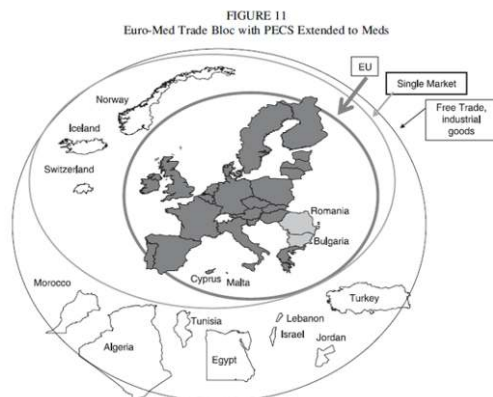 FIGURE 11
Euro-Med Trade Bloc with PECS Extended to Meds
EU
Single Market
Free Trade,
industrial
goods
Norway
Iceland
Switzerland
Romania
Bulgaria
Cyprus
Malta
Morocco
Algeria
Tunisia
Egypt
Lebanon
Israel
Jordan
Turkey